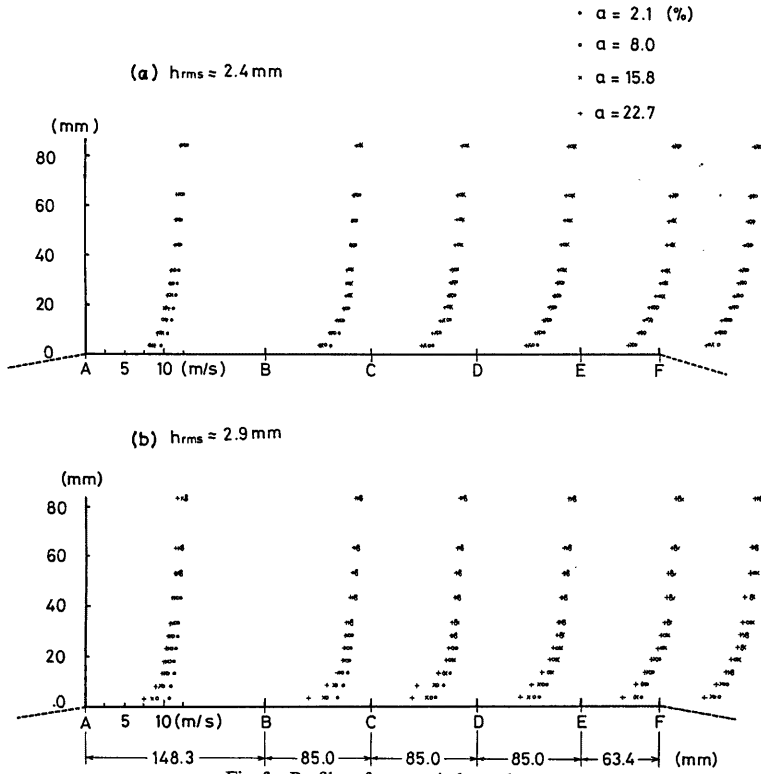 · a = 2.1 (%)
∘ a = 8.0
× a = 15.8
+ a = 22.7
(a) hrms ≈ 2.4 mm
(mm)
80
60
40
20
0
A 5 10 (m/s) B C D E F
(b) hrms ≈ 2.9 mm
(mm)
80
60
40
20
.0
A 5 10 (m/s) B C D E F
148.3 85.0 85.0 85.0 63.4 (mm)